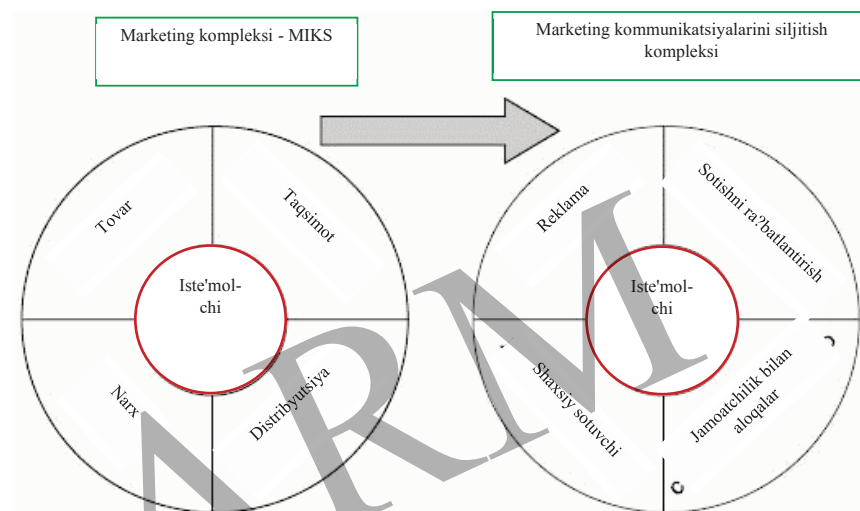 Marketing kompleksi - MIKS
Marketing kommunikatsiyalarini siljitish
kompleksi
Tovar
Taqsimot
Iste'mol-
chi
Narx
Distribyutsiya
Reklama
Sotishni ra?batlantirish
Iste'mol-
chi
Shaxsiy sotuvchi
Jamoatchilik bilan
aloqalar
ARM